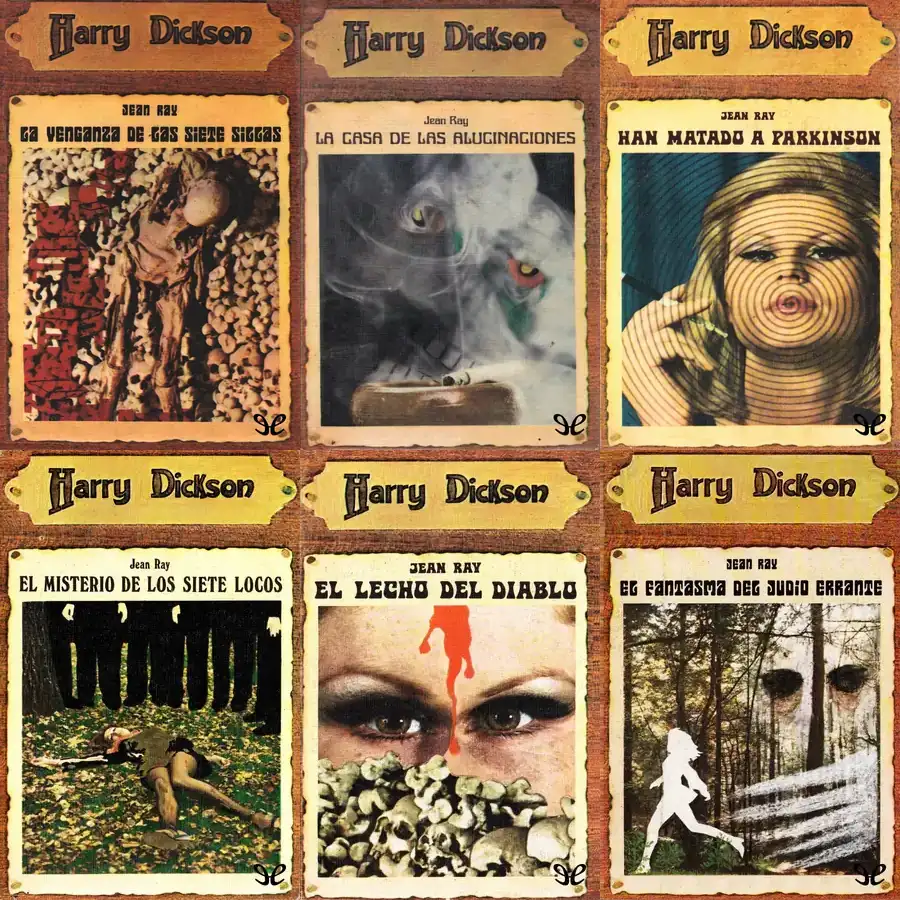 Harry Dickson
JEAN RAY
LA VENGANZA DE LAS SIETE SILLAS
Harry Dickson
Jean Ray
LA CASA DE LAS ALUCINACIONES
Harry Dickson
JEAN RAY
HAN MATADO A PARKINSON
Harry Dickson
Jean Ray
EL MISTERIO DE LOS SIETE LOCOS
Harry Dickson
JEAN RAY
EL LECHO DEL DIABLO
Harry Dickson
JEAN RAY
EL FANTASMA DEL JUDIO ERRANTE